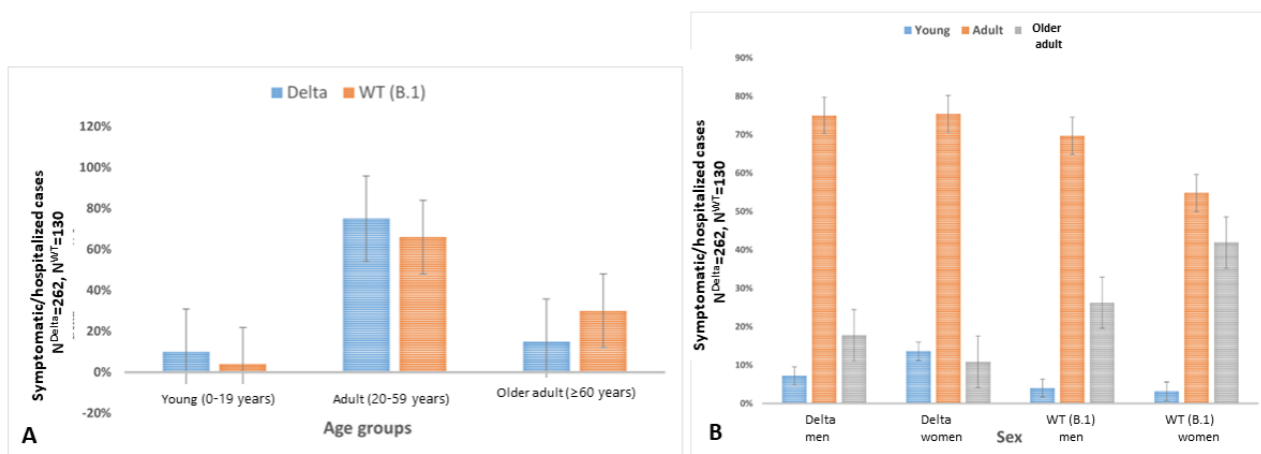 Delta WT (B.1)
Symptomatic/hospitalized cases
N^Delta=262, N^WT=130
120%
100%
80%
60%
40%
20%
0%
-20%
Young (0-19 years) Adult (20-59 years) Older adult (≥60 years)
Age groups
A
Young Adult Older
adult
Symptomatic/hospitalized cases
N^Delta=262, N^WT=130
90%
80%
70%
60%
50%
40%
30%
20%
10%
0%
Delta Delta WT (B.1) WT (B.1)
men women men women
Sex
B